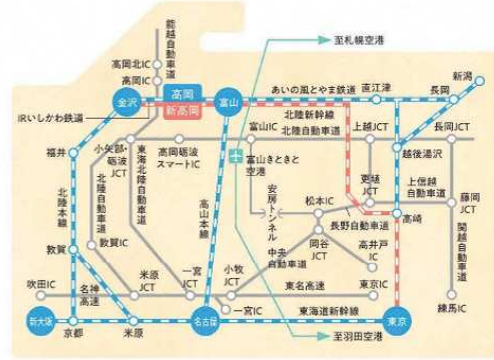 能越自動車道
至札幌空港
高岡北IC
高岡IC
新潟
高岡
新高岡
金沢
富山
あいの風とやま鉄道
直江津
長岡
IRいしかわ鉄道
北陸新幹線
北陸自動車道
福井
小矢部・砺波JCT
東海北陸自動車道
高岡砺波スマートIC
富山IC
上越JCT
長岡JCT
富山きときと空港
越後湯沢
北陸本線
北陸自動車道
高山本線
安房トンネル
更埴JCT
上信越自動車道
松本IC
藤岡JCT
長野自動車道
高崎
敦賀
敦賀IC
岡谷JCT
高井戸IC
関越自動車道
中央自動車道
吹田IC
名神高速
米原JCT
一宮JCT
小牧JCT
東名高速
東京IC
練馬IC
一宮IC
東海道新幹線
新大阪
京都
米原
名古屋
東京
至羽田空港